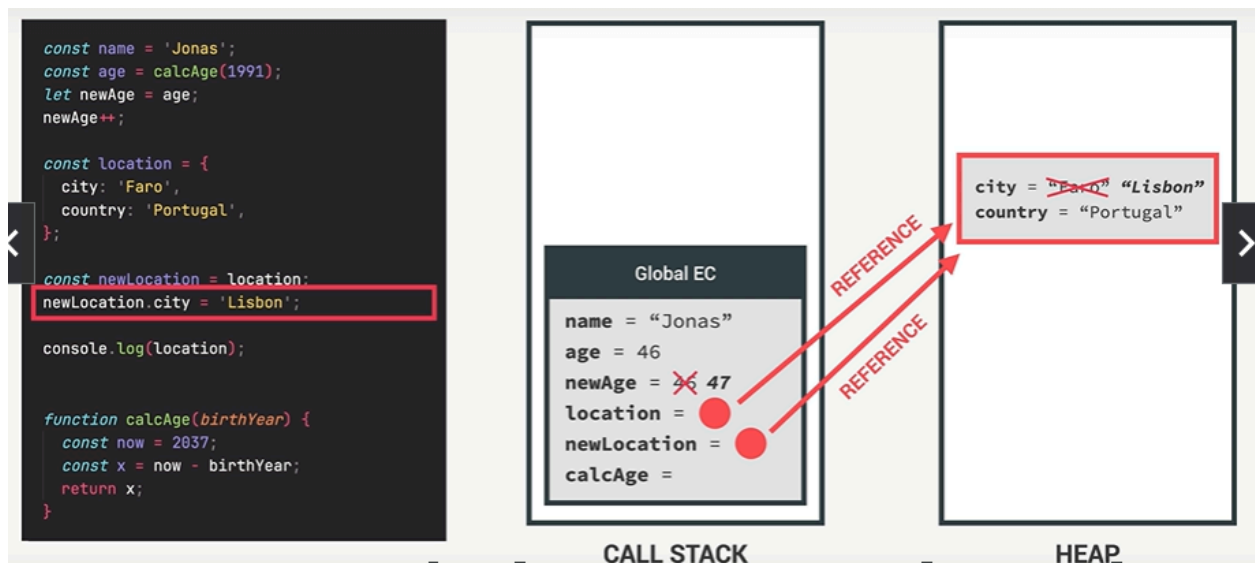 const name = 'Jonas';
const age = calcAge(1991);
let newAge = age;
newAge++;
const location = {
city: 'Faro',
country: 'Portugal',
};
const newLocation = location;
newLocation.city = 'Lisbon';
console.log(location);
function calcAge(birthYear) {
const now = 2037;
const x = now - birthYear;
return x;
}
Global EC
name = “Jonas”
age = 46
newAge = 46 47
location =
newLocation =
calcAge =
CALL STACK
REFERENCE
REFERENCE
city = “Faro” “Lisbon”
country = “Portugal”
HEAP